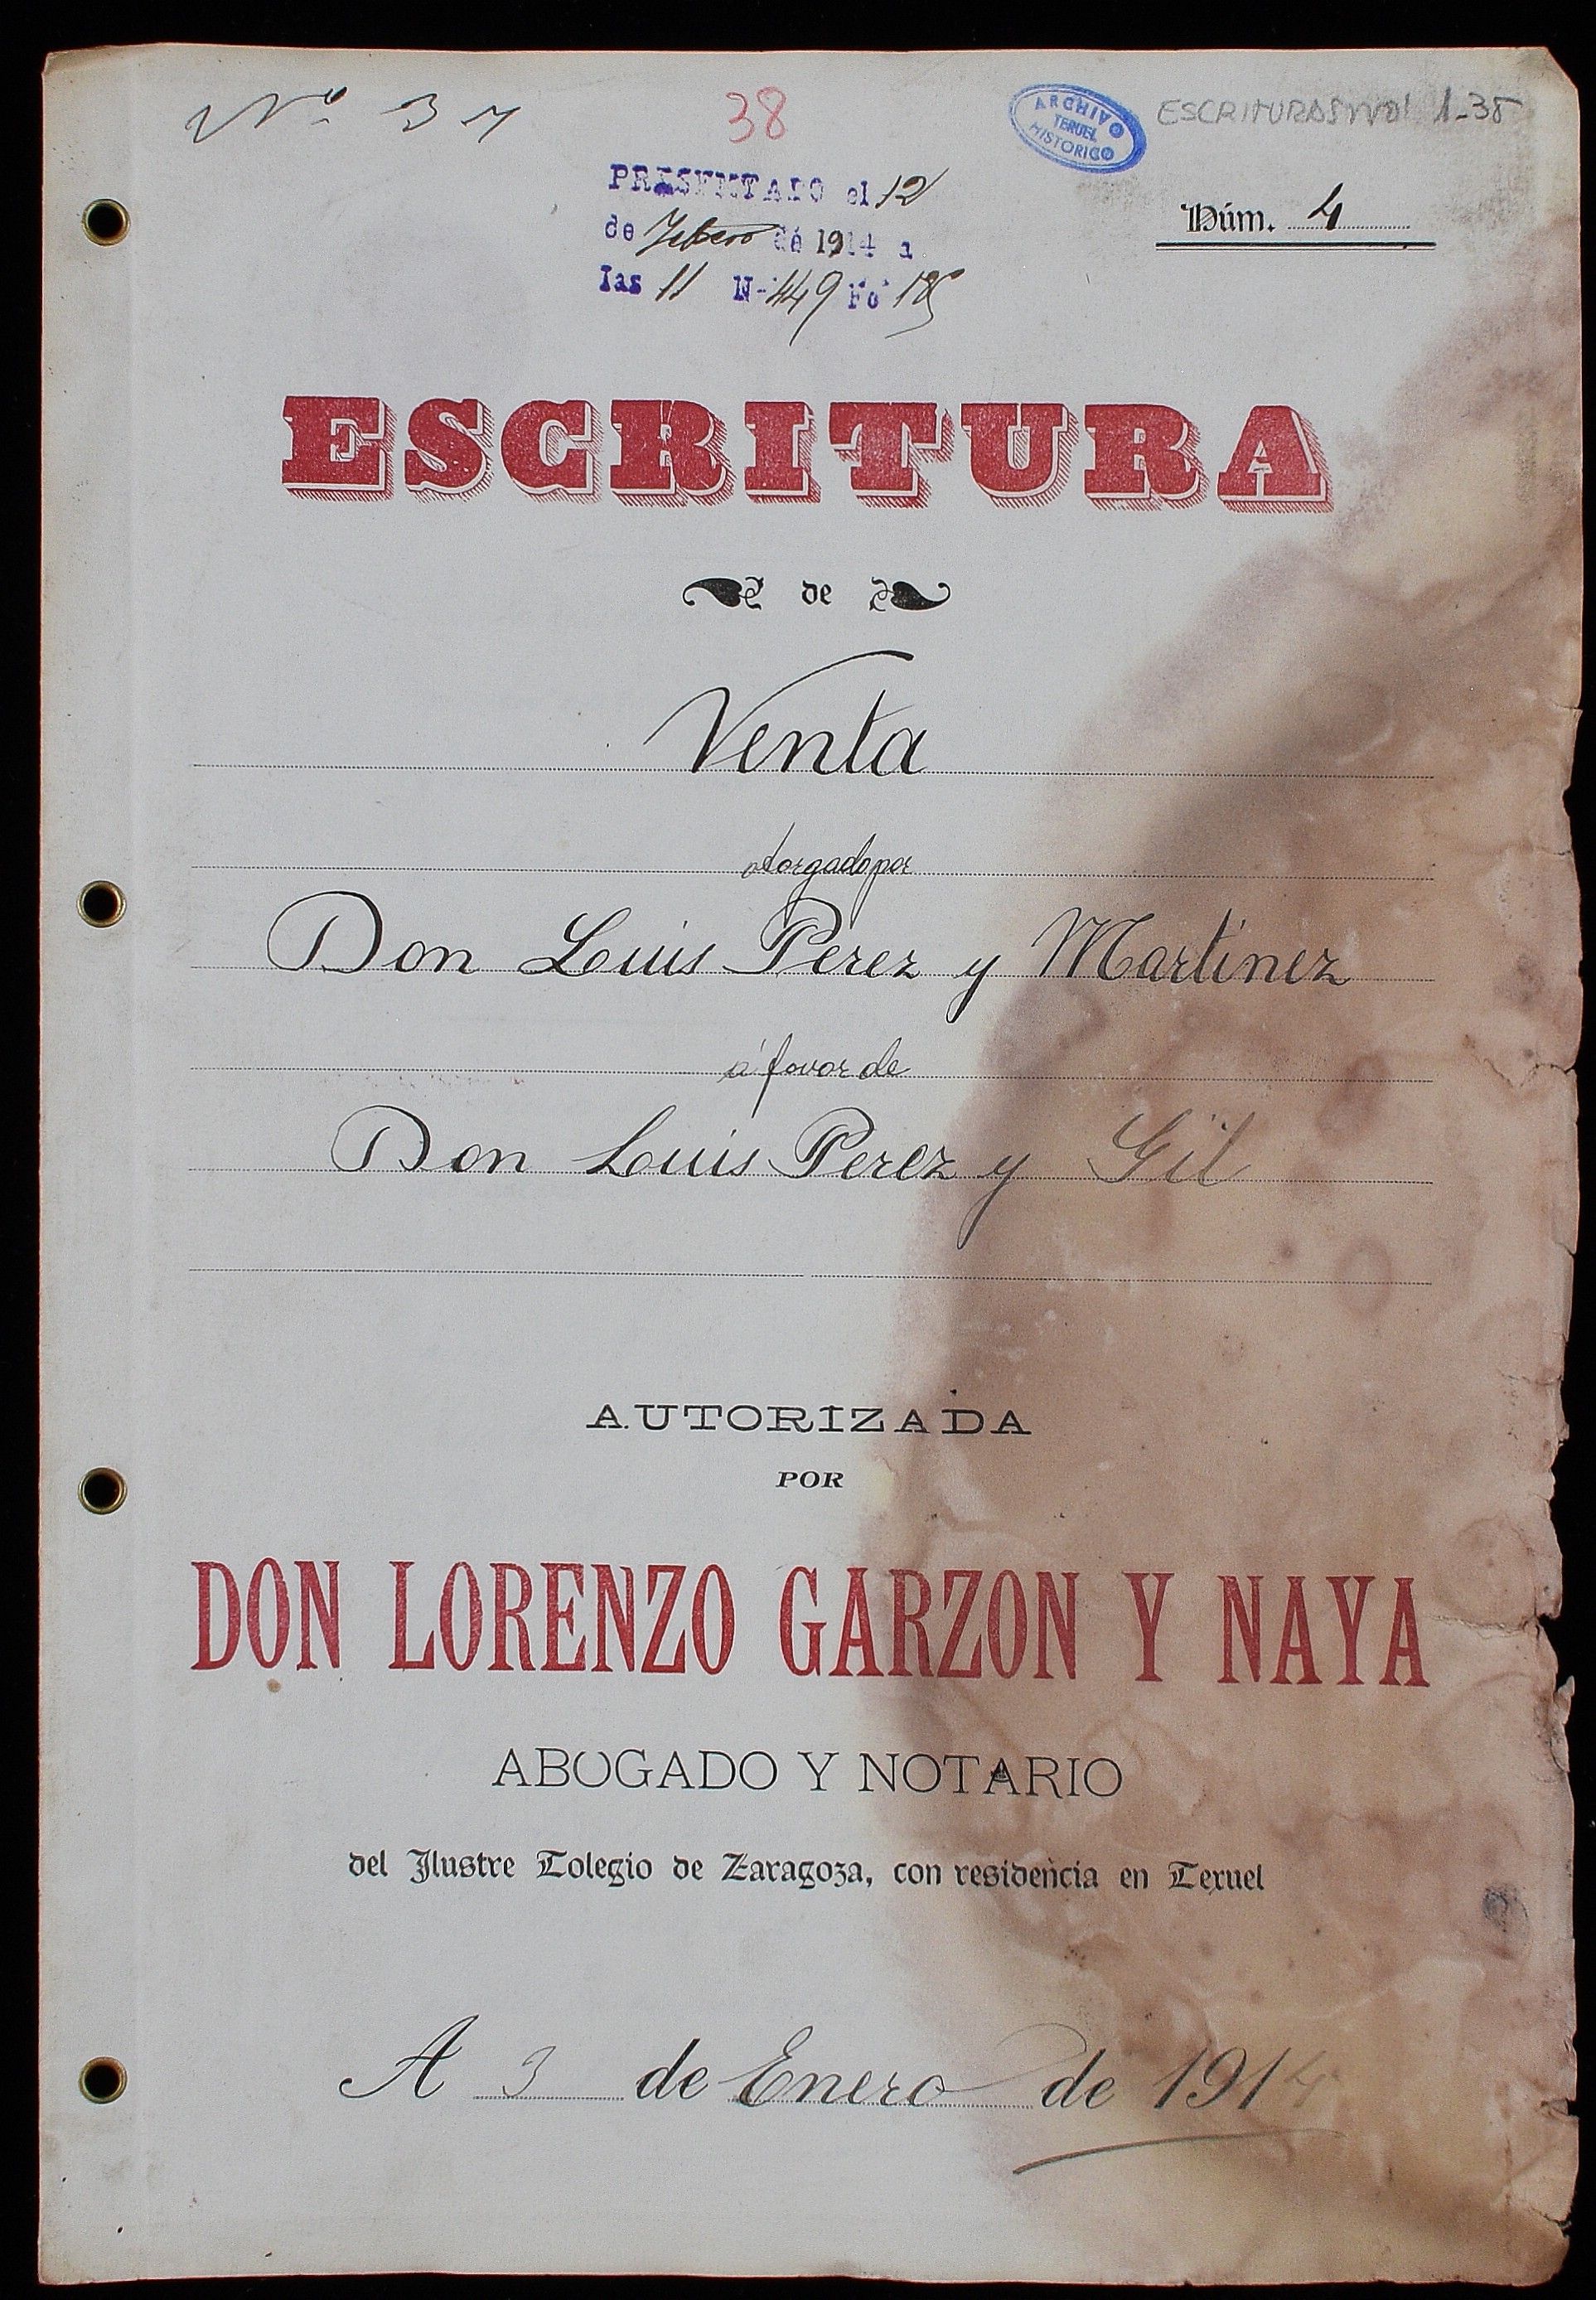 Nº 37
38
ARCHIVO
TERUEL
HISTORICO
ESCRITURAS 1-38
PRESENTADO el 12
de Febrero de 1914 a
las 11 N- 449 Fo 185
Núm. 4
ESCRITURA
de
Venta
otorgado por
Don Luis Perez y Martinez
á favor de
Don Luis Perez y Gil
AUTORIZADA
POR
DON LORENZO GARZON Y NAYA
ABOGADO Y NOTARIO
del Ilustre Colegio de Zaragoza, con residencia en Teruel
A 3 de Enero de 1914